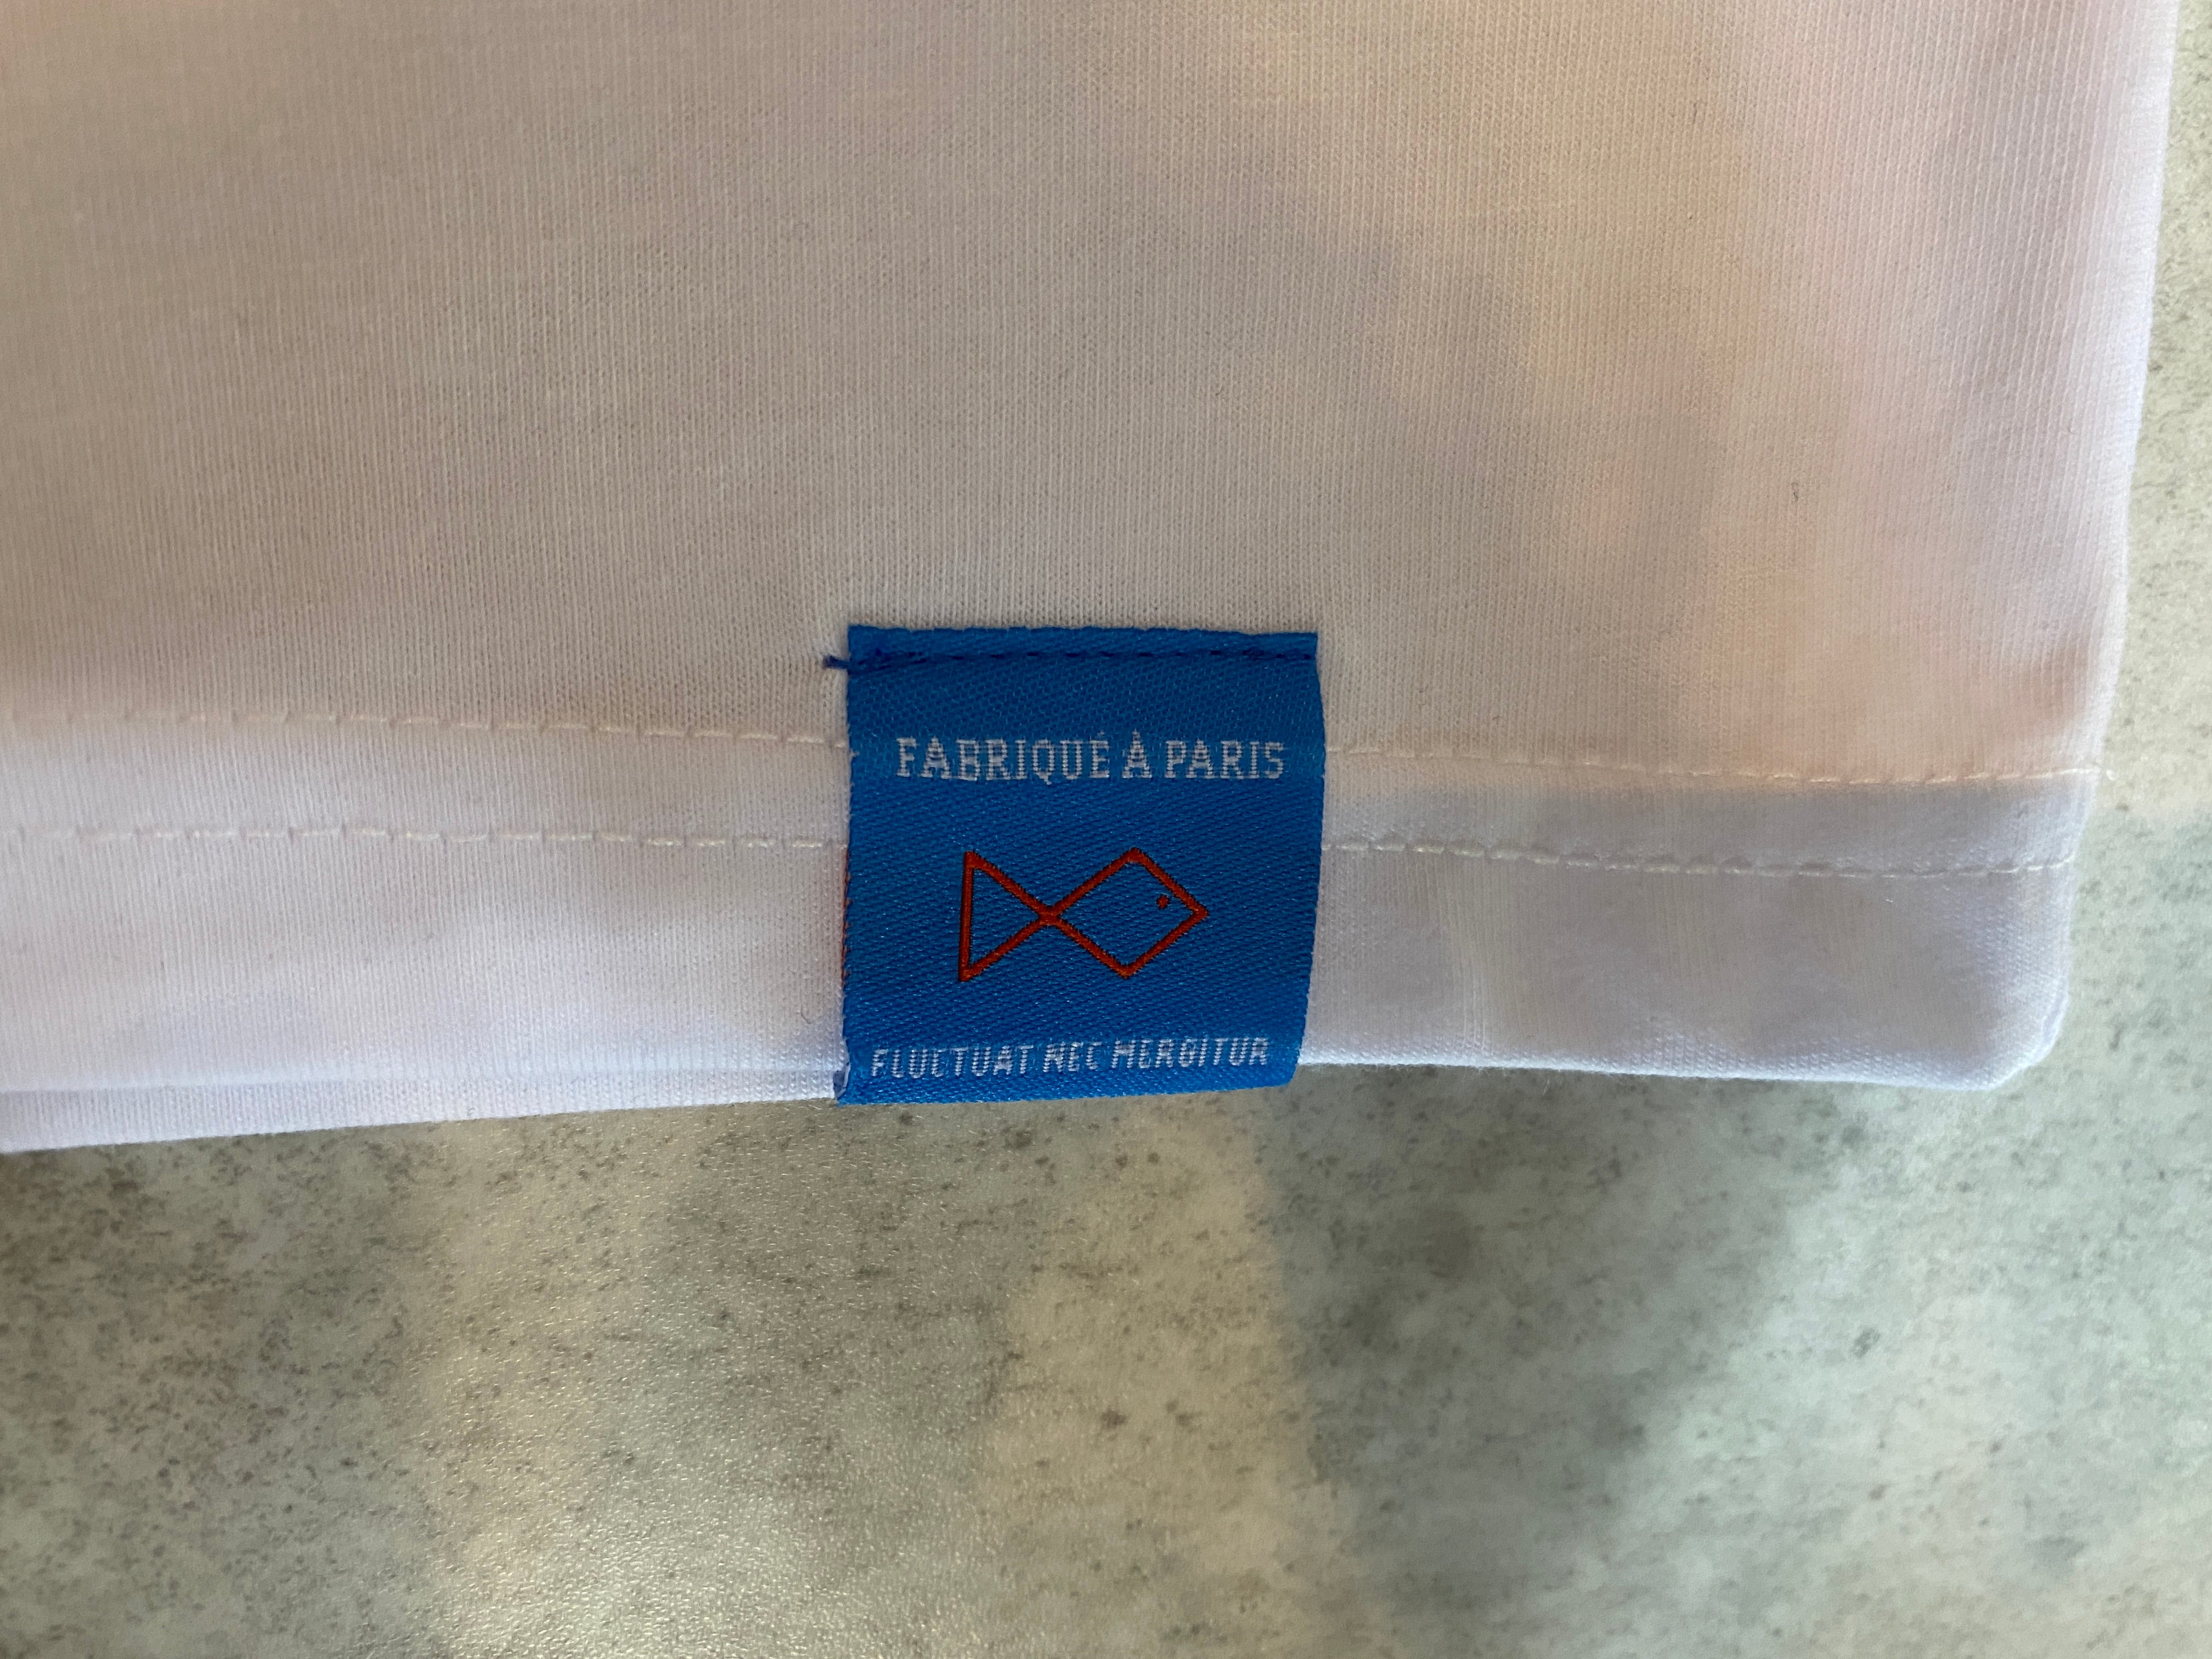 FABRIQUÉ À PARIS
FLUCTUAT NEC MERGITUR